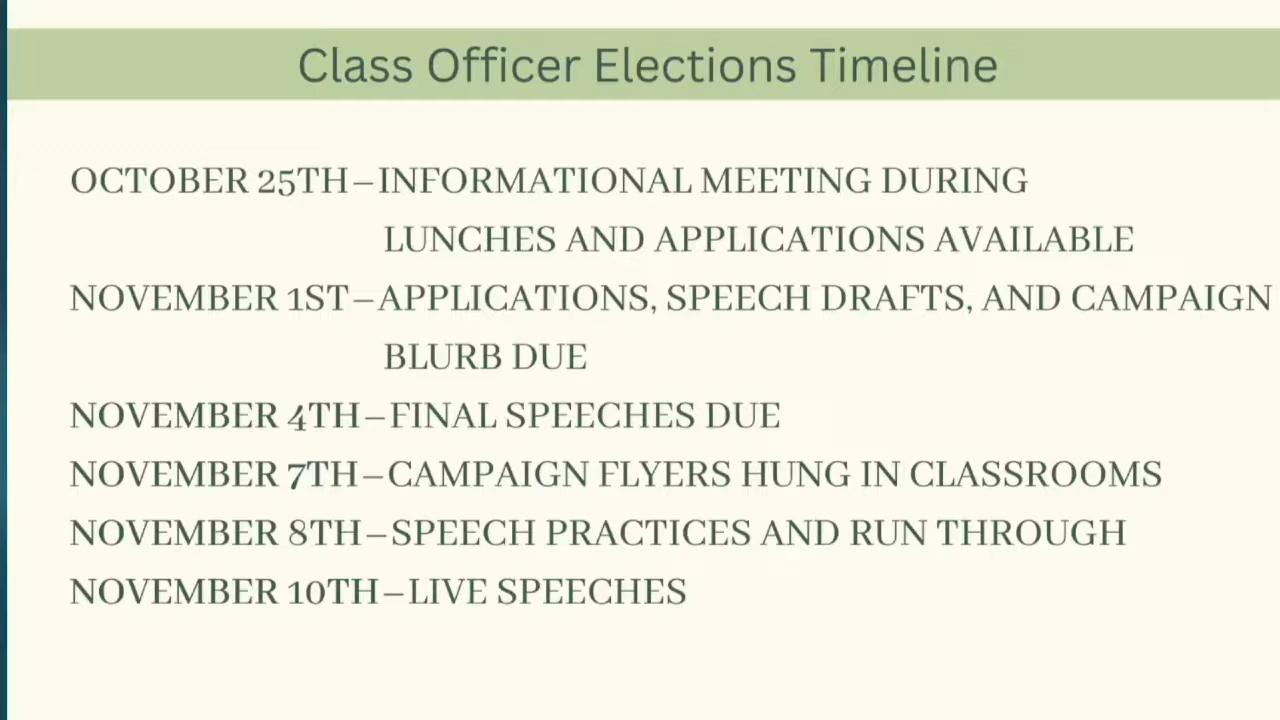 Class Officer Elections Timeline
OCTOBER 25TH–INFORMATIONAL MEETING DURING
LUNCHES AND APPLICATIONS AVAILABLE
NOVEMBER 1ST–APPLICATIONS, SPEECH DRAFTS, AND CAMPAIGN
BLURB DUE
NOVEMBER 4TH–FINAL SPEECHES DUE
NOVEMBER 7TH–CAMPAIGN FLYERS HUNG IN CLASSROOMS
NOVEMBER 8TH–SPEECH PRACTICES AND RUN THROUGH
NOVEMBER 10TH–LIVE SPEECHES